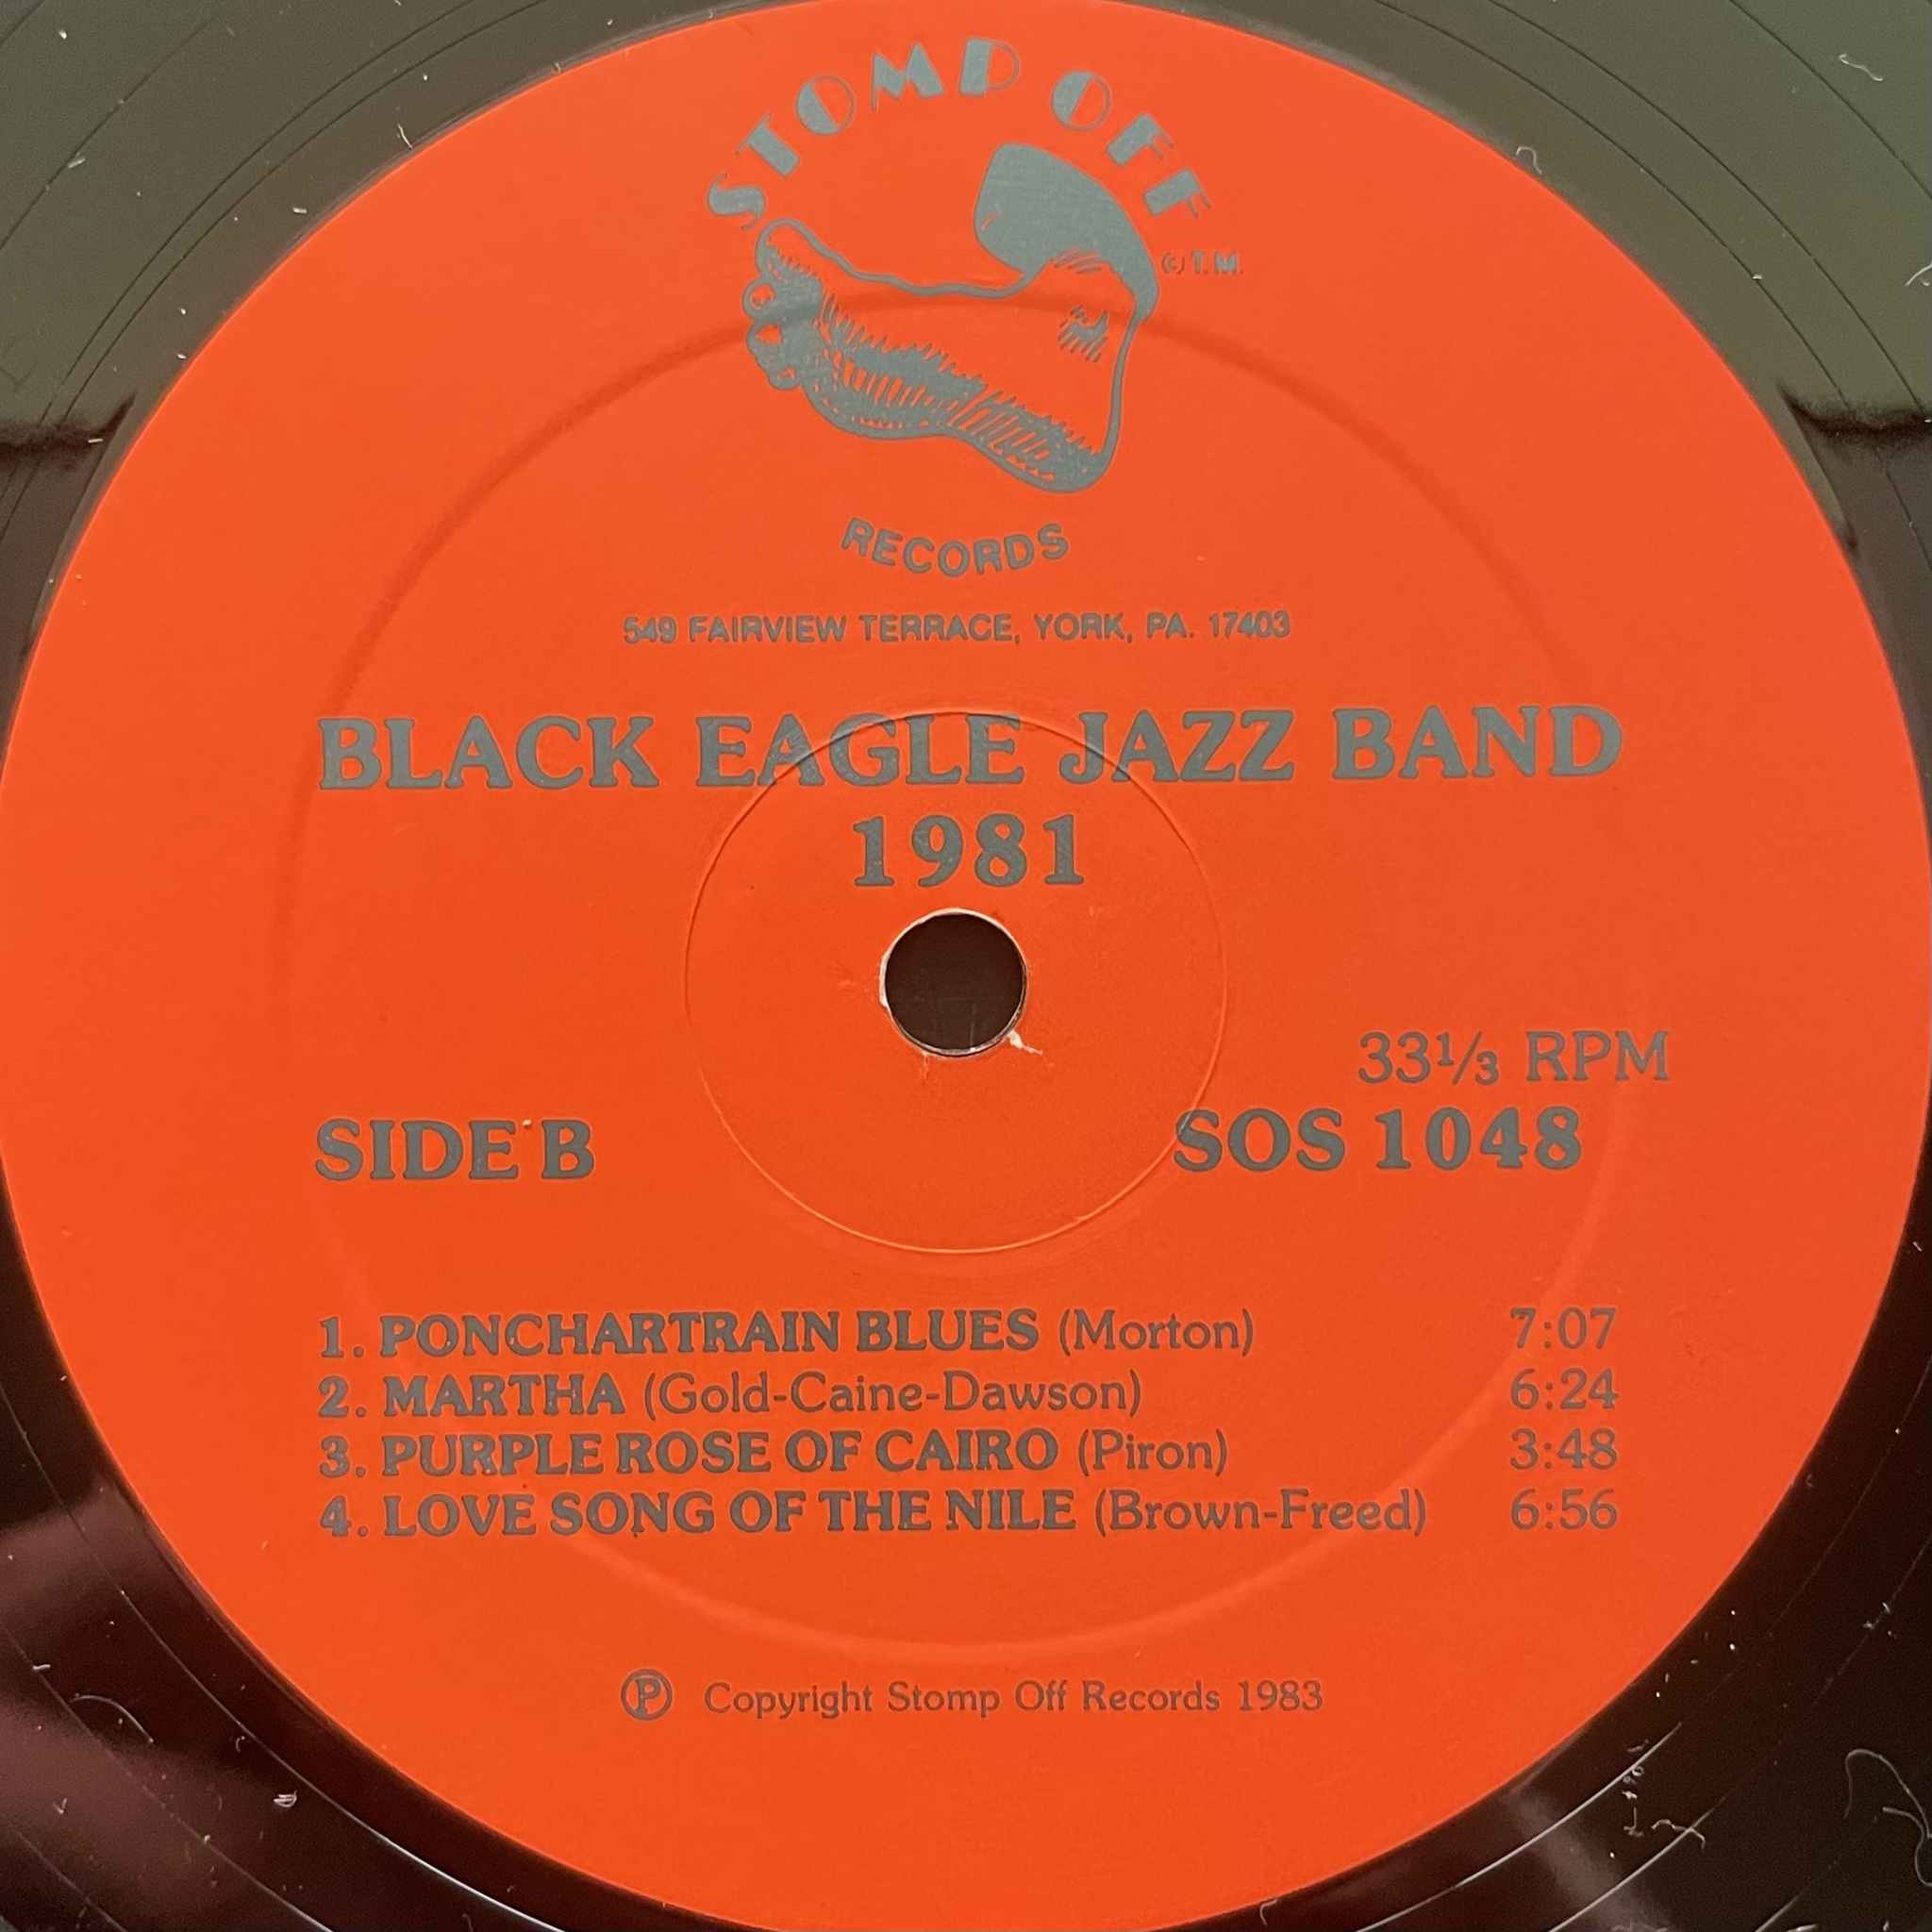 STOMP OFF
© T.M.
RECORDS
549 FAIRVIEW TERRACE, YORK, PA. 17403
BLACK EAGLE JAZZ BAND
1981
33⅓ RPM
SIDE B SOS 1048
1. PONCHARTRAIN BLUES (Morton) 7:07
2. MARTHA (Gold-Caine-Dawson) 6:24
3. PURPLE ROSE OF CAIRO (Piron) 3:48
4. LOVE SONG OF THE NILE (Brown-Freed) 6:56
Ⓟ Copyright Stomp Off Records 1983